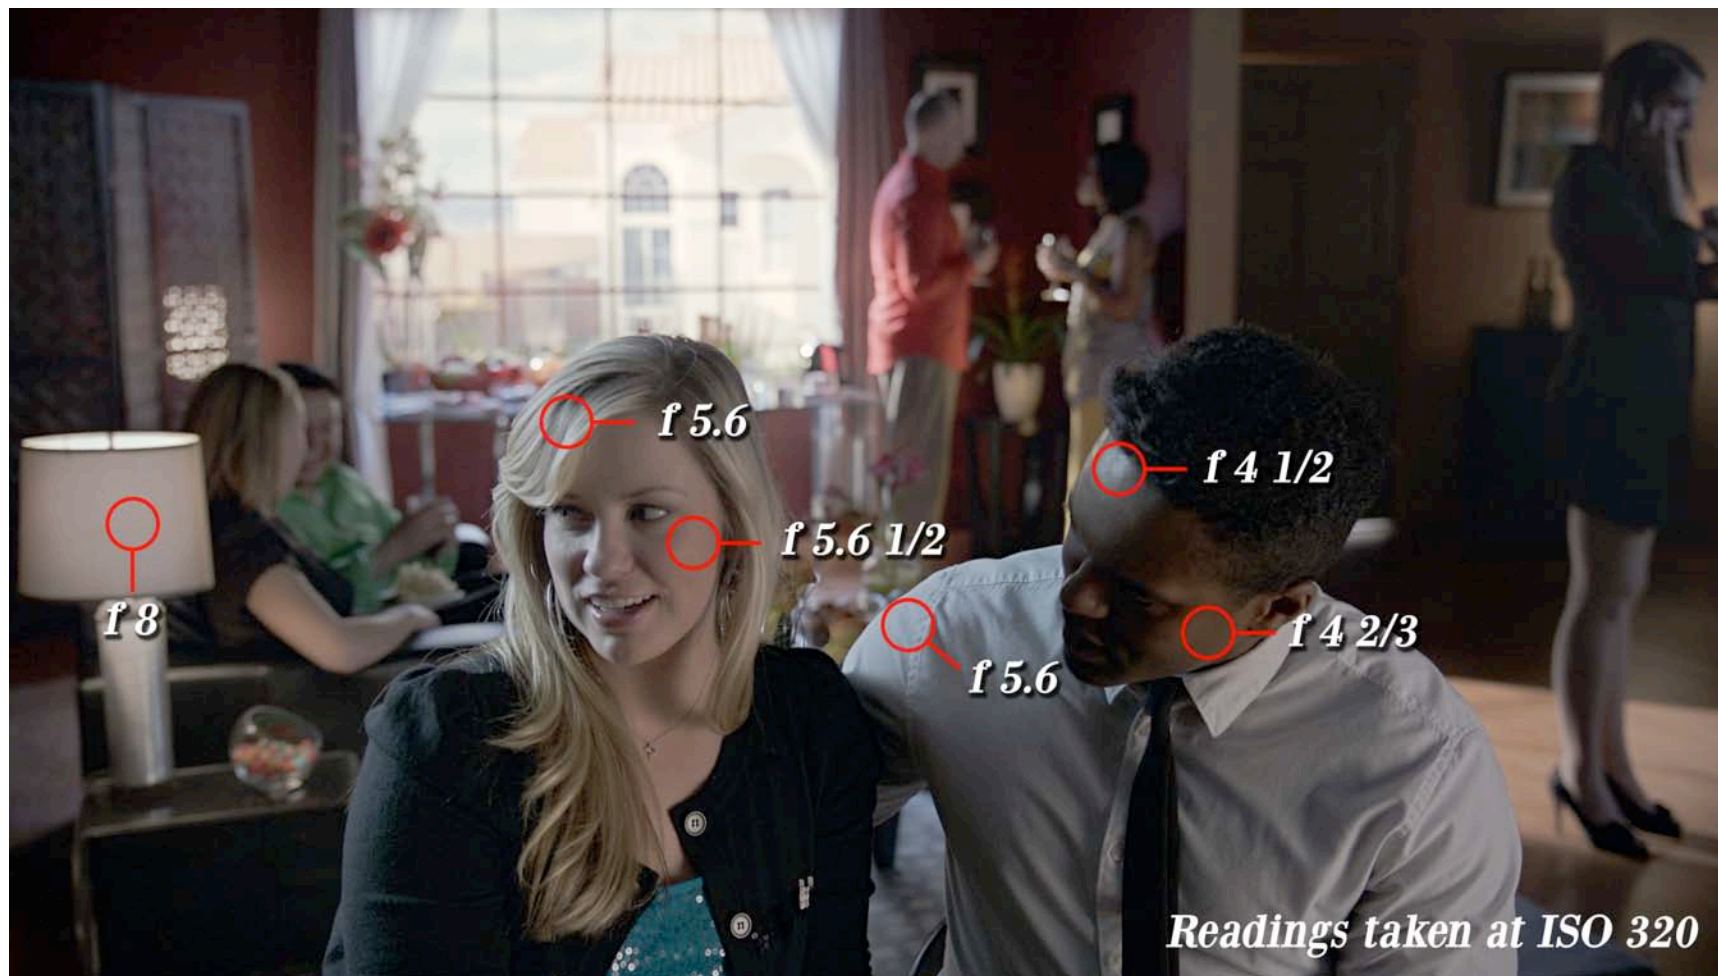 f 5.6
f 4 1/2
f 5.6 1/2
f 8
f 4 2/3
f 5.6
Readings taken at ISO 320